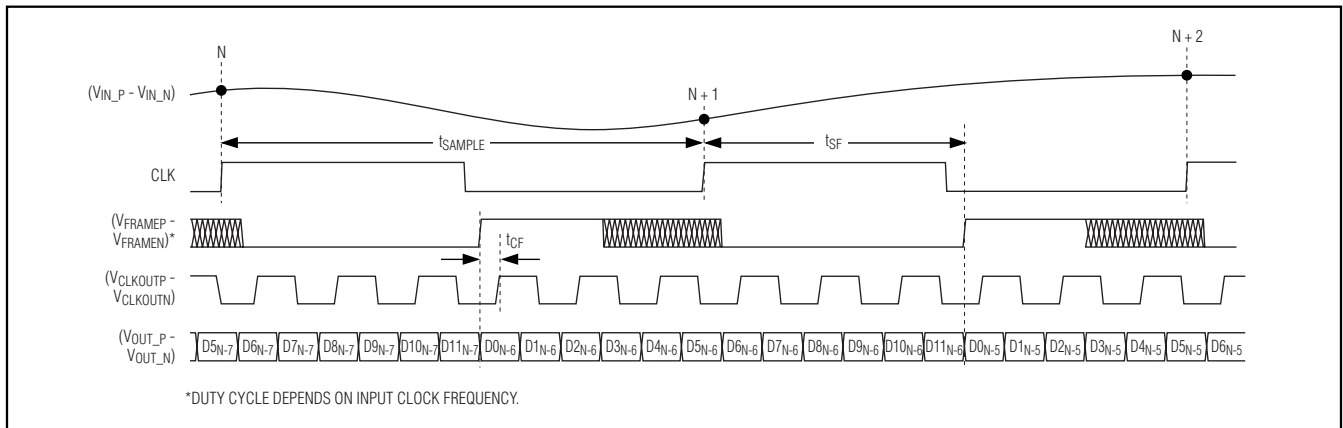 N
N + 1
N + 2
(VIN_P - VIN_N)
tSAMPLE
tSF
CLK
(VFRAMEP -
VFRAMEN)*
tCF
(VCLKOUTP -
VCLKOUTN)
(VOUT_P -
VOUT_N)
D5N-7 D6N-7 D7N-7 D8N-7 D9N-7 D10N-7 D11N-7 D0N-6 D1N-6 D2N-6 D3N-6 D4N-6 D5N-6 D6N-6 D7N-6 D8N-6 D9N-6 D10N-6 D11N-6 D0N-5 D1N-5 D2N-5 D3N-5 D4N-5 D5N-5 D6N-5
*DUTY CYCLE DEPENDS ON INPUT CLOCK FREQUENCY.